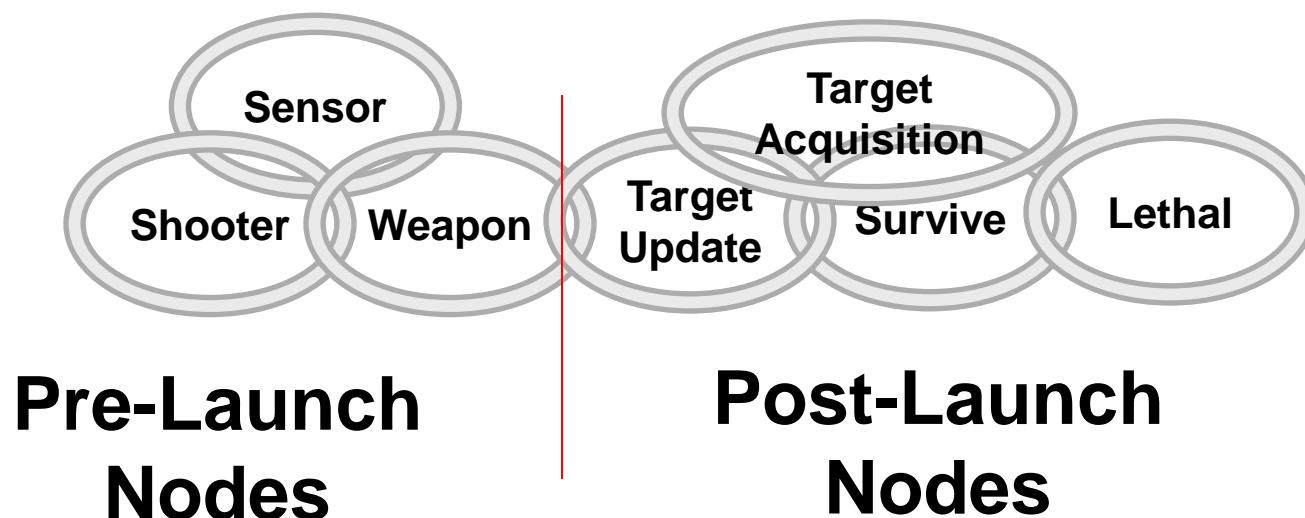 Sensor
Shooter
Weapon
Target
Acquisition
Target
Update
Survive
Lethal
Pre-Launch
Nodes
Post-Launch
Nodes